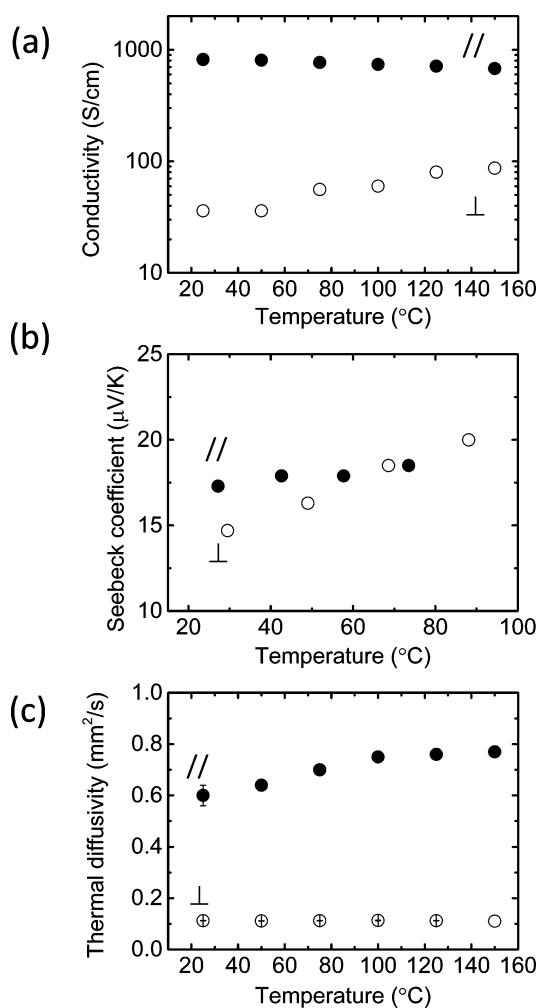 (a)
Conductivity (S/cm)
1000
100
10
//
⊥
20 40 60 80 100 120 140 160
Temperature (°C)
(b)
Seebeck coefficient (μV/K)
25
20
15
10
//
⊥
20 40 60 80 100
Temperature (°C)
(c)
Thermal diffusivity (mm²/s)
1.0
0.8
0.6
0.4
0.2
0.0
//
⊥
20 40 60 80 100 120 140 160
Temperature (°C)